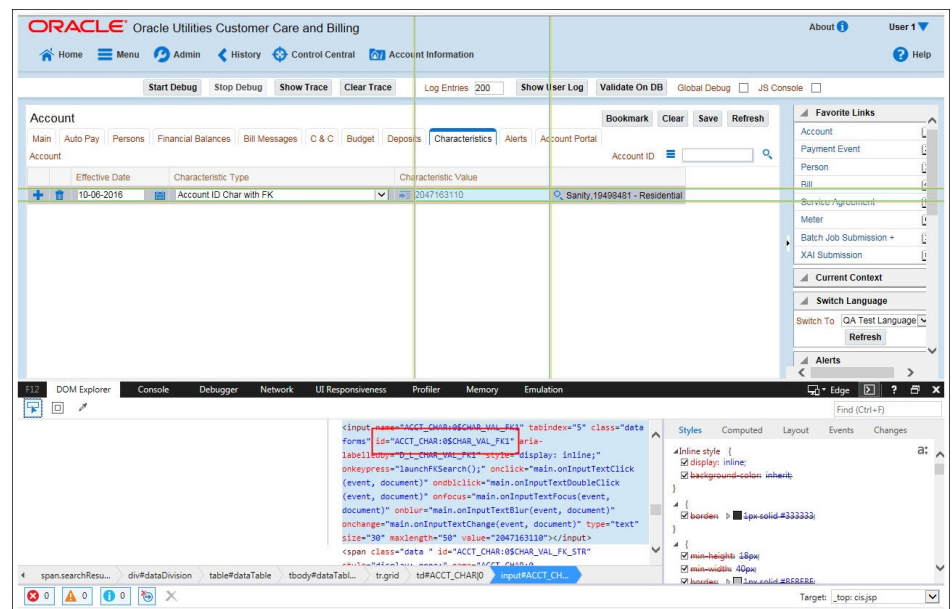 ORACLE® Oracle Utilities Customer Care and Billing
About User 1
Home Menu Admin History Control Central Account Information
Help
Start Debug Stop Debug Show Trace Clear Trace Log Entries 200 Show User Log Validate On DB Global Debug JS Console
Account
Bookmark Clear Save Refresh
Main Auto Pay Persons Financial Balances Bill Messages C & C Budget Deposits Characteristics Alerts Account Portal
Account
Account ID
Effective Date Characteristic Type Characteristic Value
10-06-2016 Account ID Char with FK 2047163110 Sanity,19498481 - Residential
Favorite Links
Account
Payment Event
Person
Bill
Service Agreement
Meter
Batch Job Submission +
XAI Submission
Current Context
Switch Language
Switch To QA Test Language
Refresh
Alerts
F12 DOM Explorer Console Debugger Network UI Responsiveness Profiler Memory Emulation Edge ?
Find (Ctrl+F)
<input name="ACCT_CHAR:0$CHAR_VAL_FK1" tabindex="5" class="data
forms" id="ACCT_CHAR:0$CHAR_VAL_FK1" aria-
labelledby="D_L_CHAR_VAL_FK1" style="display: inline;"
onkeypress="launchFKSearch();" onclick="main.onInputTextClick
(event, document)" ondblclick="main.onInputTextDoubleClick
(event, document)" onfocus="main.onInputTextFocus(event,
document)" onblur="main.onInputTextBlur(event, document)"
onchange="main.onInputTextChange(event, document)" type="text"
size="30" maxlength="50" value="2047163110"></input>
<span class="data " id="ACCT_CHAR:0$CHAR_VAL_FK_STR"
Styles Computed Layout Events Changes
Inline style {
a:
display: inline;
background-color: inherit;
}
{
border: 1px solid #333333;
}
{
min-height: 18px;
min-width: 40px;
border: 1px solid #BEBEBE;
span.searchResu... div#dataDivision table#dataTable tbody#dataTabl... tr.grid td#ACCT_CHAR|0 input#ACCT_CH...
0 0 0
Target: _top: cis.jsp